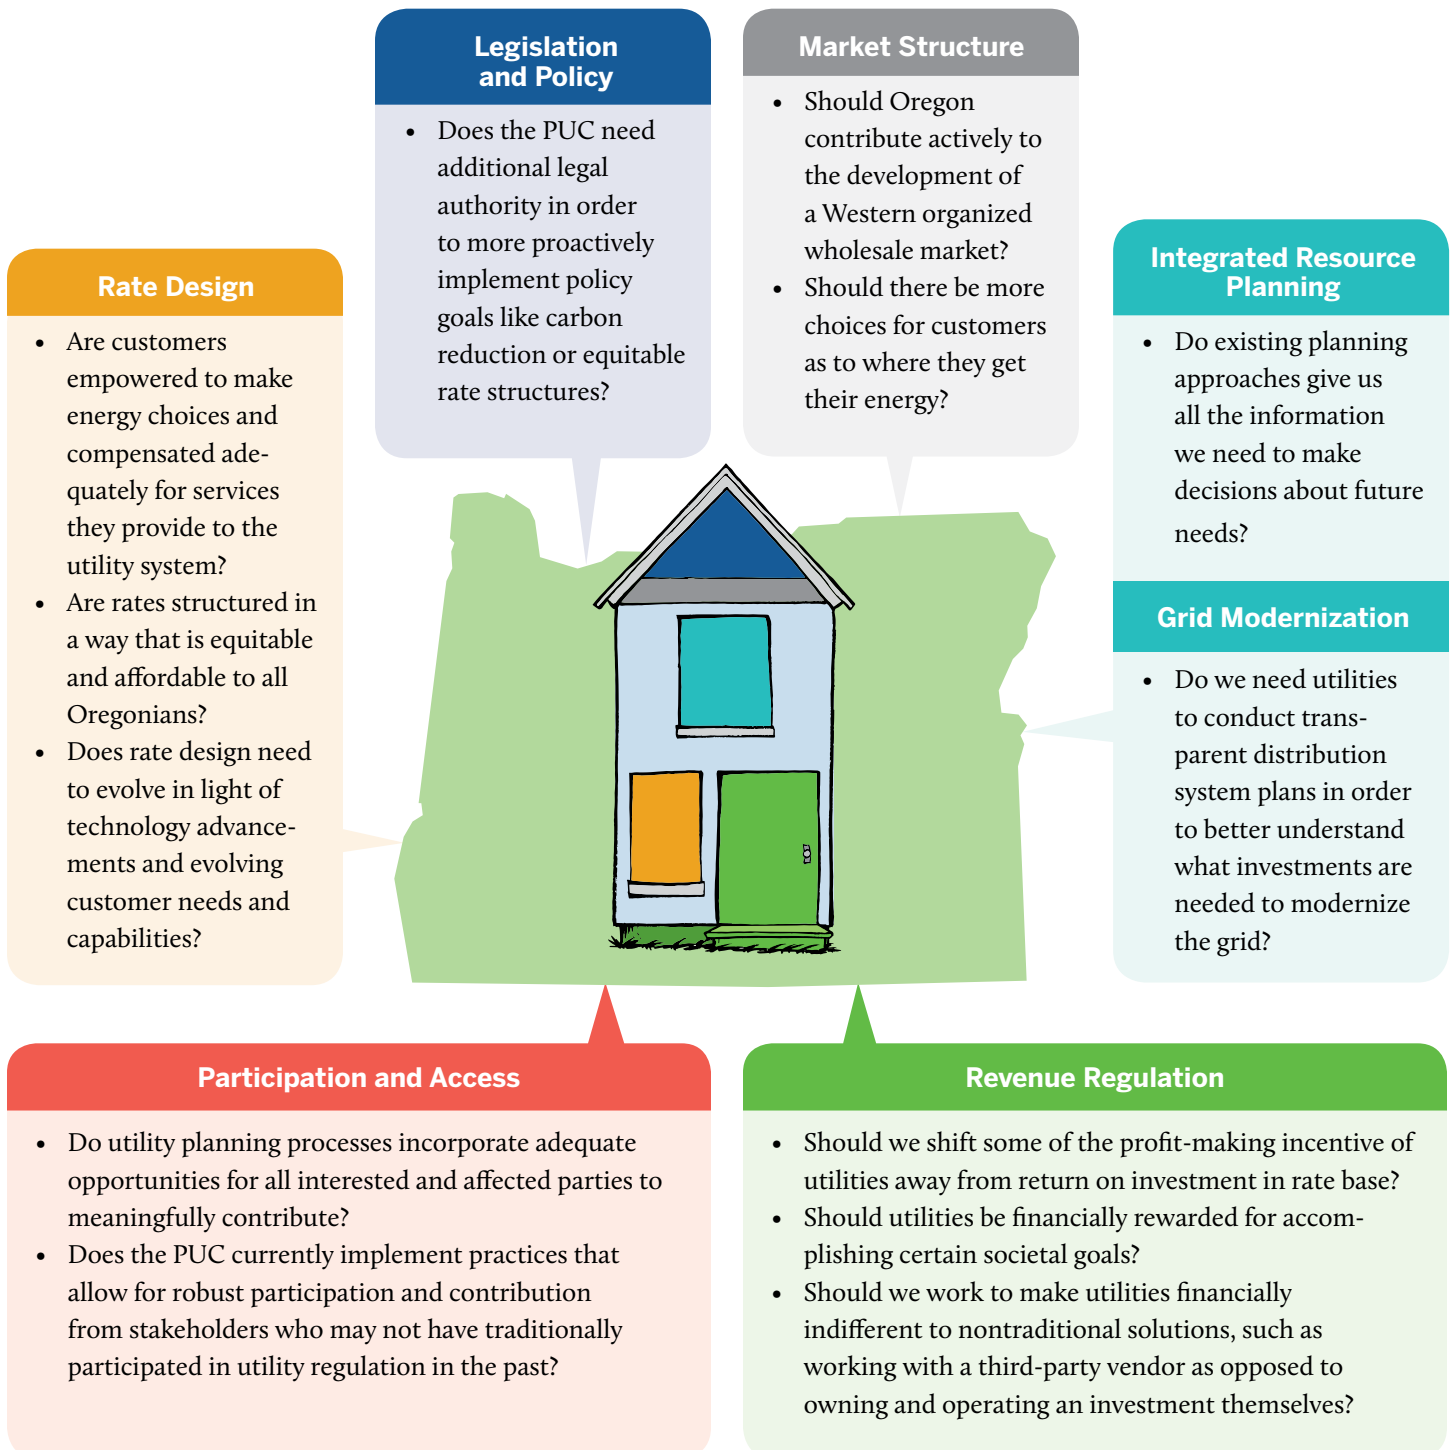 Legislation
and Policy
• Does the PUC need
additional legal
authority in order
to more proactively
implement policy
goals like carbon
reduction or equitable
rate structures?
Market Structure
• Should Oregon
contribute actively to
the development of
a Western organized
wholesale market?
• Should there be more
choices for customers
as to where they get
their energy?
Rate Design
• Are customers
empowered to make
energy choices and
compensated ade-
quately for services
they provide to the
utility system?
• Are rates structured in
a way that is equitable
and affordable to all
Oregonians?
• Does rate design need
to evolve in light of
technology advance-
ments and evolving
customer needs and
capabilities?
Integrated Resource
Planning
• Do existing planning
approaches give us
all the information
we need to make
decisions about future
needs?
Grid Modernization
• Do we need utilities
to conduct trans-
parent distribution
system plans in order
to better understand
what investments are
needed to modernize
the grid?
Participation and Access
• Do utility planning processes incorporate adequate
opportunities for all interested and affected parties to
meaningfully contribute?
• Does the PUC currently implement practices that
allow for robust participation and contribution
from stakeholders who may not have traditionally
participated in utility regulation in the past?
Revenue Regulation
• Should we shift some of the profit-making incentive of
utilities away from return on investment in rate base?
• Should utilities be financially rewarded for accom-
plishing certain societal goals?
• Should we work to make utilities financially
indifferent to nontraditional solutions, such as
working with a third-party vendor as opposed to
owning and operating an investment themselves?